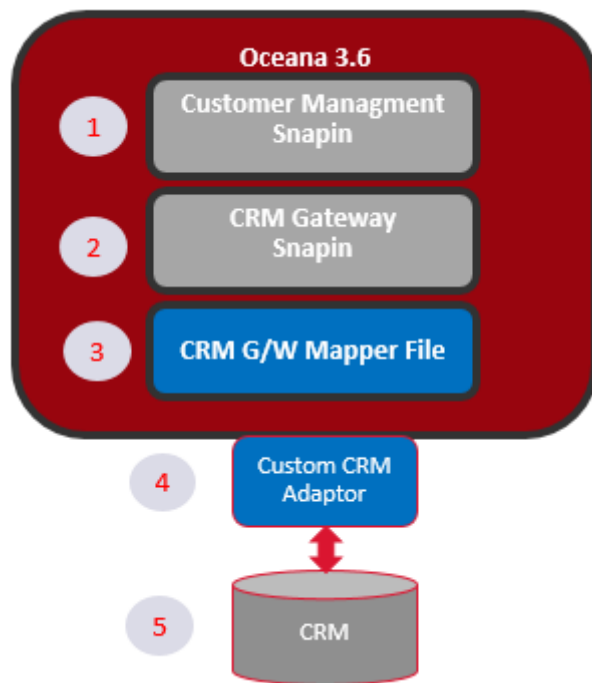 Oceana 3.6
1
Customer Managment
Snapin
2
CRM Gateway
Snapin
3
CRM G/W Mapper File
4
Custom CRM
Adaptor
5
CRM